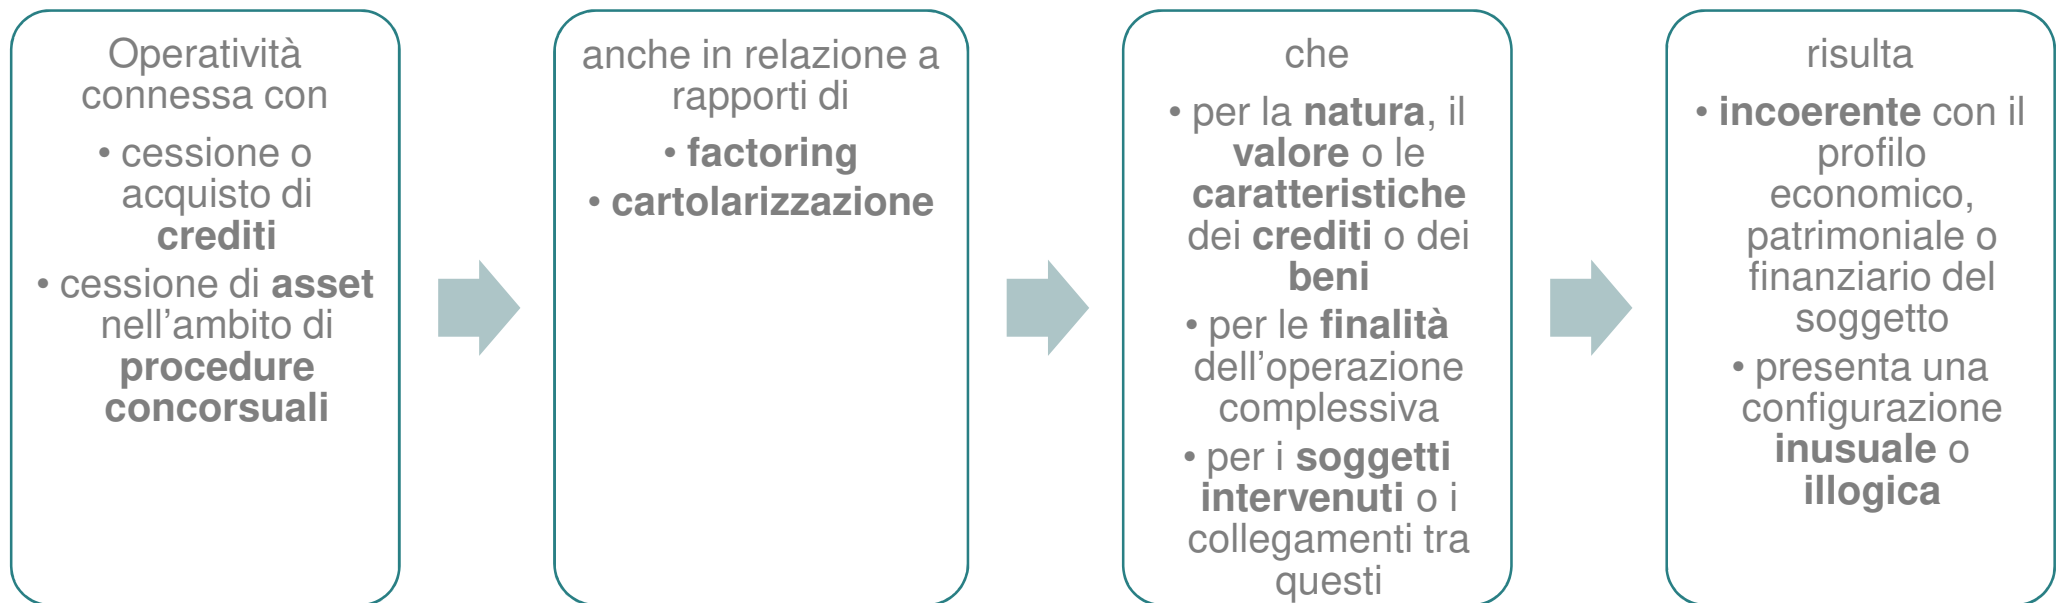 Operatività
connessa con
• cessione o
acquisto di
crediti
• cessione di asset
nell’ambito di
procedure
concorsuali
anche in relazione a
rapporti di
• factoring
• cartolarizzazione
che
• per la natura, il
valore o le
caratteristiche
dei crediti o dei
beni
• per le finalità
dell’operazione
complessiva
• per i soggetti
intervenuti o i
collegamenti tra
questi
risulta
• incoerente con il
profilo
economico,
patrimoniale o
finanziario del
soggetto
• presenta una
configurazione
inusuale o
illogica